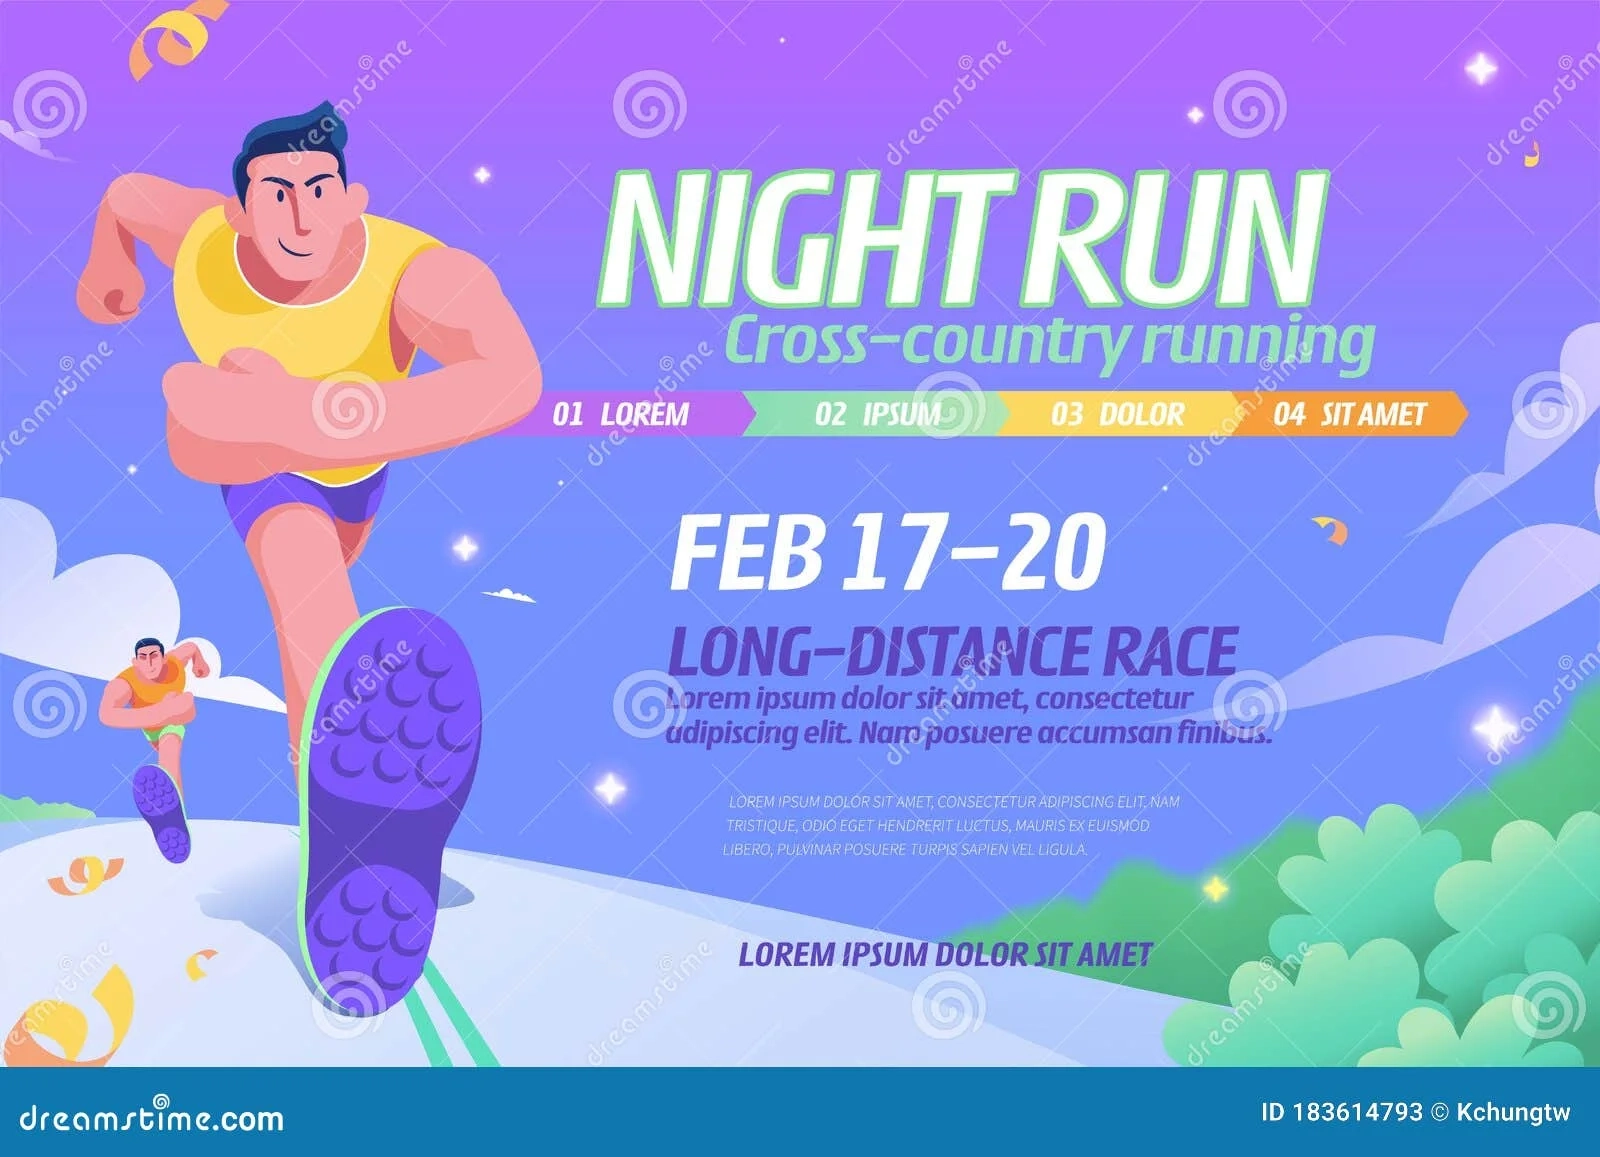 NIGHT RUN
Cross-country running
01 LOREM 02 IPSUM 03 DOLOR 04 SIT AMET
FEB 17-20
LONG-DISTANCE RACE
Lorem ipsum dolor sit amet, consectetur
adipiscing elit. Nam posuere accumsan finibus.
LOREM IPSUM DOLOR SIT AMET, CONSECTETUR ADIPISCING ELIT. NAM
TRISTIQUE, ODIO EGET HENDRERIT LUCTUS, MAURIS EX EUISMOD
LIBERO, PULVINAR POSUERE TURPIS SAPIEN VEL LIGULA.
LOREM IPSUM DOLOR SIT AMET
dreamstime.com
ID 183614793 © Kchungtw